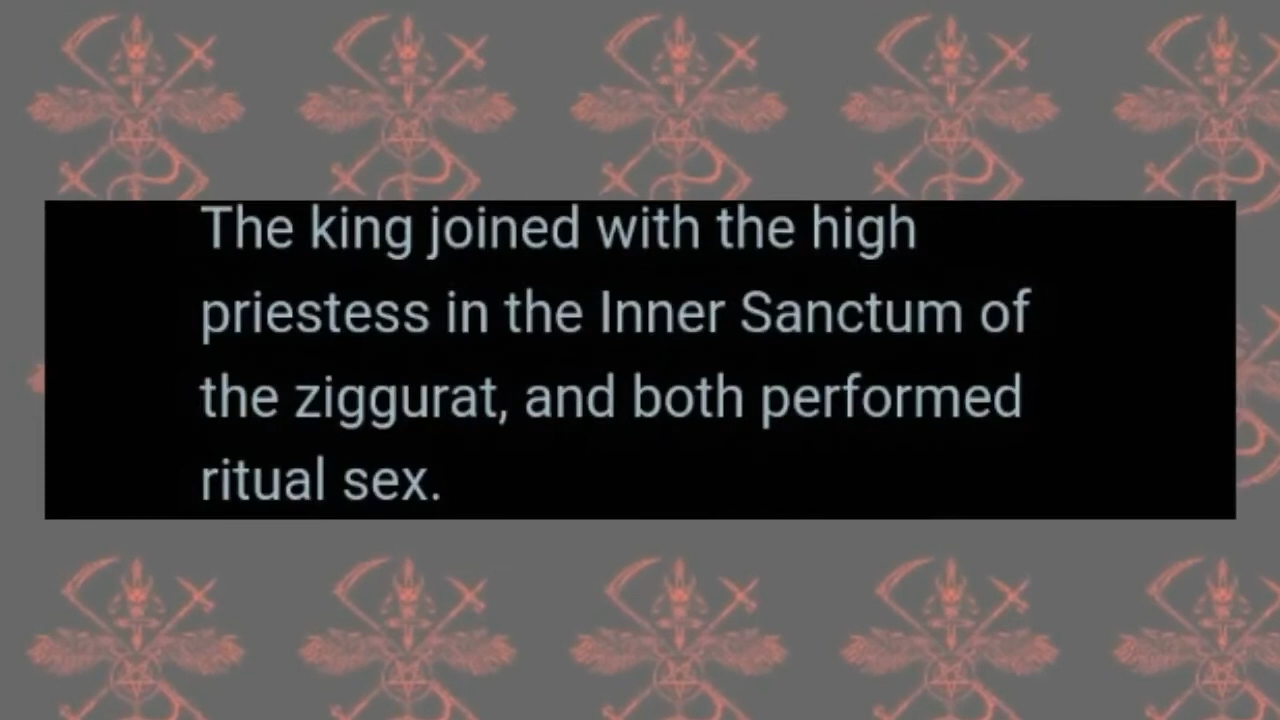 The king joined with the high
priestess in the Inner Sanctum of
the ziggurat, and both performed
ritual sex.